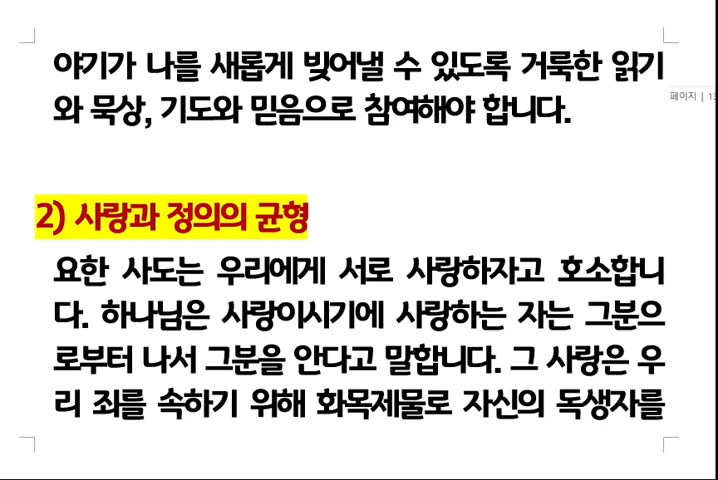 야기가 나를 새롭게 빚어낼 수 있도록 거룩한 읽기
와 묵상, 기도와 믿음으로 참여해야 합니다.
페이지 | 13
2) 사랑과 정의의 균형
요한 사도는 우리에게 서로 사랑하자고 호소합니
다. 하나님은 사랑이시기에 사랑하는 자는 그분으
로부터 나서 그분을 안다고 말합니다. 그 사랑은 우
리 죄를 속하기 위해 화목제물로 자신의 독생자를